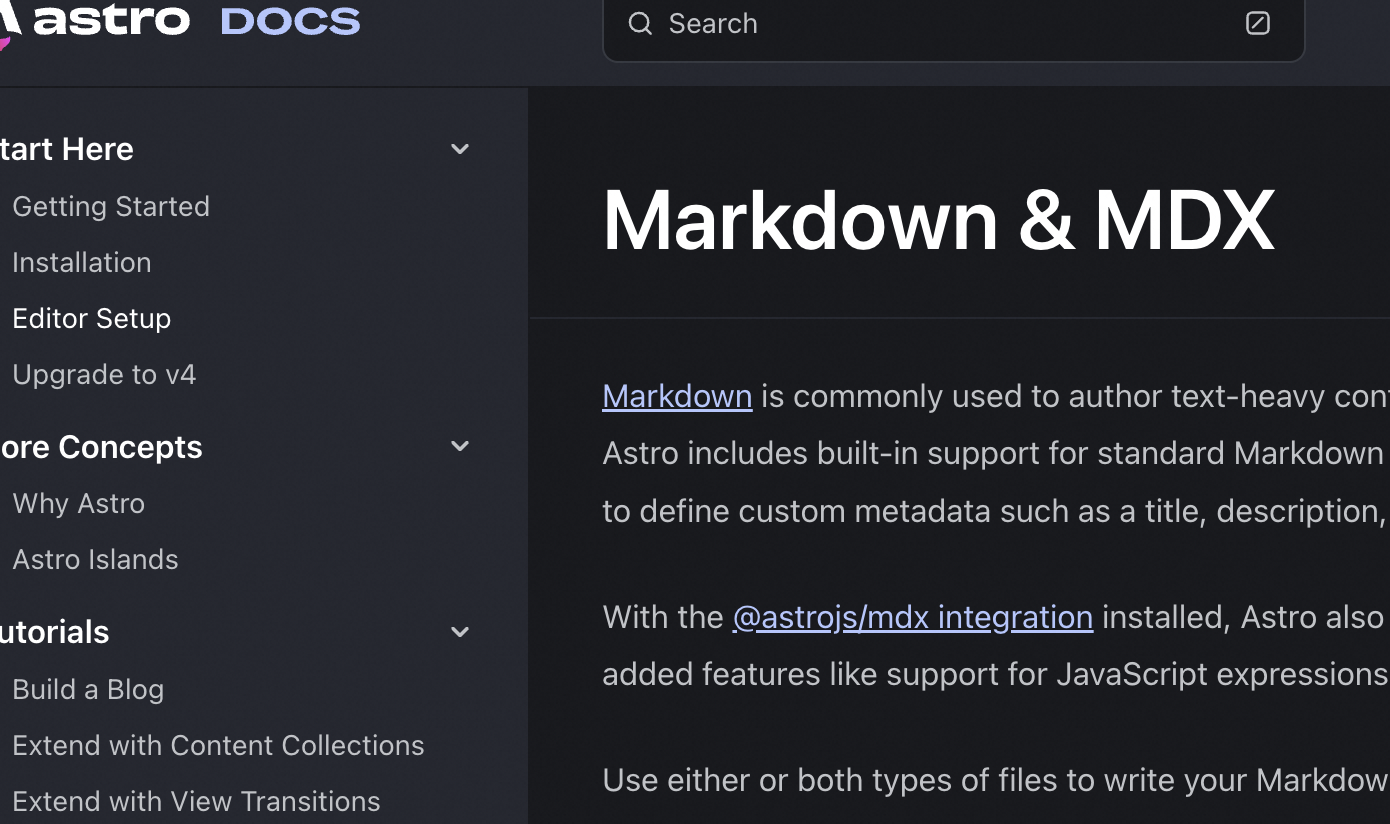 astro DOCS
Search
tart Here
Getting Started
Installation
Editor Setup
Upgrade to v4
ore Concepts
Why Astro
Astro Islands
utorials
Build a Blog
Extend with Content Collections
Extend with View Transitions
Markdown & MDX
Markdown is commonly used to author text-heavy con
Astro includes built-in support for standard Markdown
to define custom metadata such as a title, description,
With the @astrojs/mdx integration installed, Astro also
added features like support for JavaScript expressions
Use either or both types of files to write your Markdow